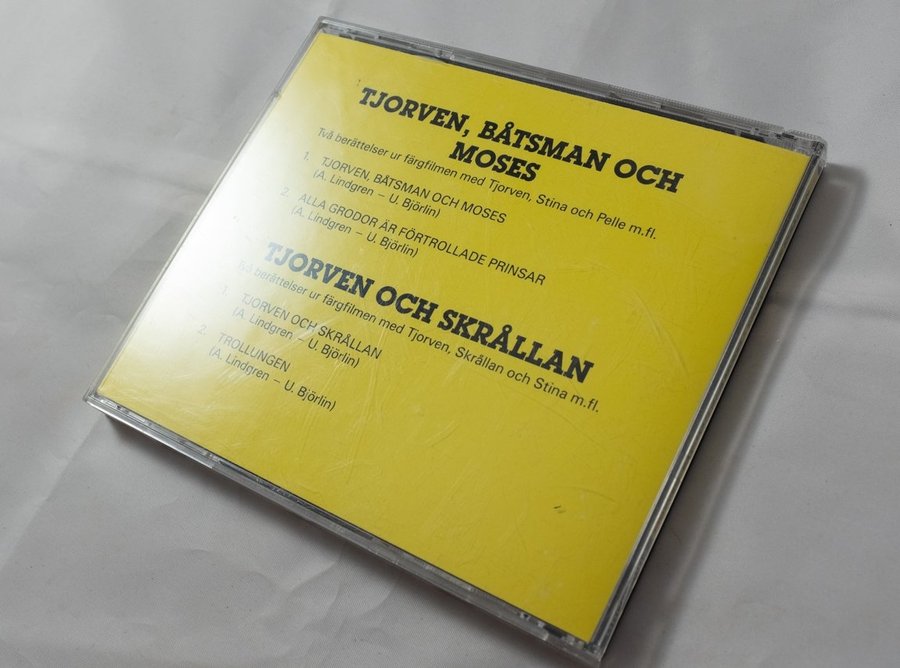 TJORVEN, BÅTSMAN OCH
MOSES
Två berättelser ur färgfilmen med Tjorven, Stina och Pelle m.fl.
1. TJORVEN, BÅTSMAN OCH MOSES
(A. Lindgren – U. Björlin)
2. ALLA GRODOR ÄR FÖRTROLLADE PRINSAR
(A. Lindgren – U. Björlin)
TJORVEN OCH SKRÅLLAN
Två berättelser ur färgfilmen med Tjorven, Skrållan och Stina m.fl.
1. TJORVEN OCH SKRÅLLAN
(A. Lindgren – U. Björlin)
2. TROLLUNGEN
(A. Lindgren – U. Björlin)